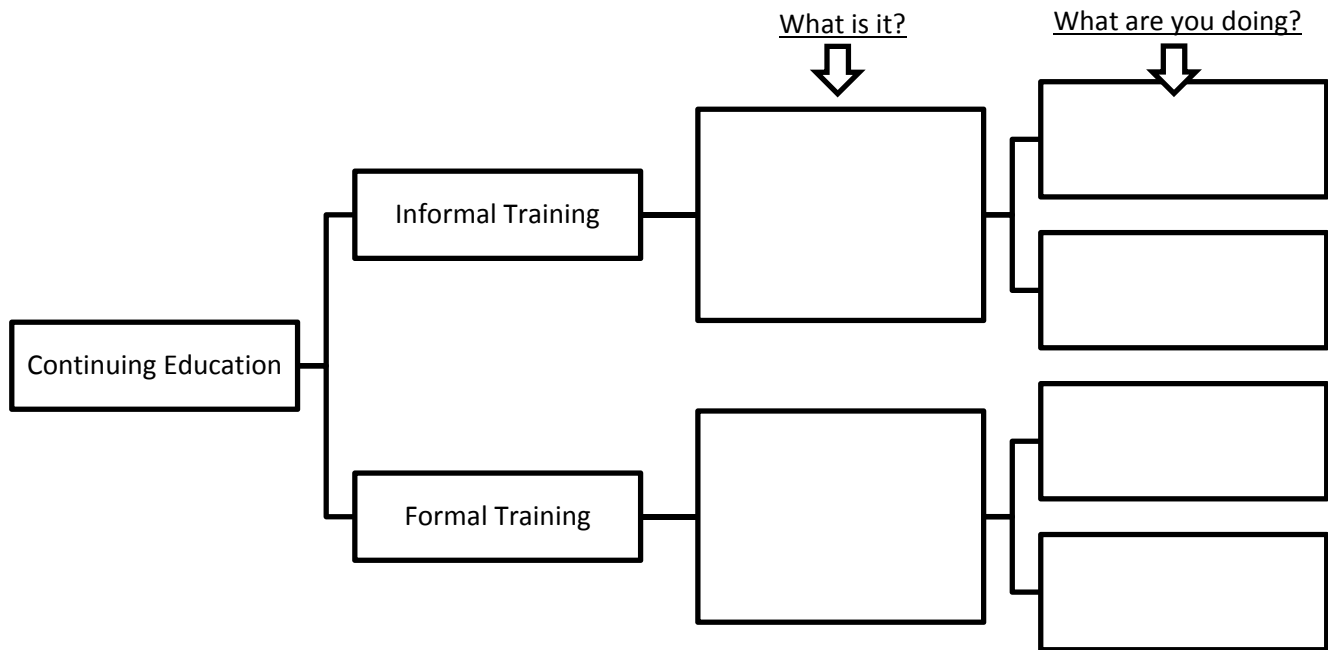 What is it?
What are you doing?
Informal Training
Continuing Education
Formal Training